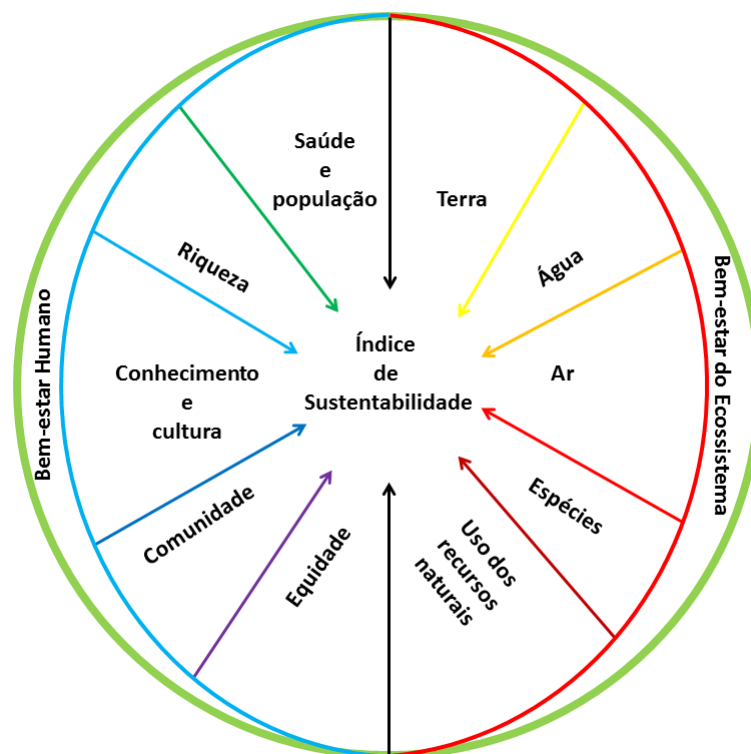 Saúde
e
população
Terra
Riqueza
Água
Bem-estar Humano
Bem-estar do Ecossistema
Índice
de
Sustentabilidade
Conhecimento
e
cultura
Ar
Comunidade
Espécies
Equidade
Uso dos
recursos
naturais